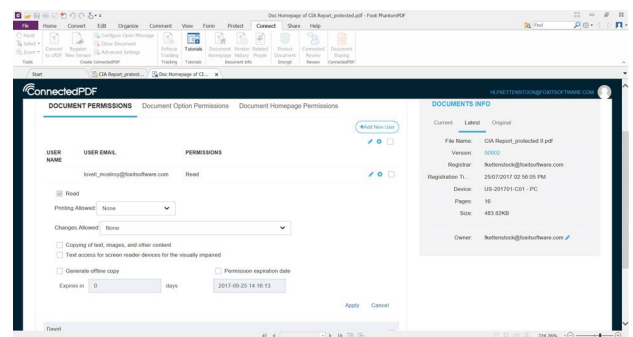 Doc Homepage of CIA Report_protected.pdf - Foxit PhantomPDF
File Home Convert Edit Organize Comment View Form Protect Connect Share Help
Find
Hand
Select
Zoom
Convert to cPDF
Register New Version
Configure Open Message
Clone Document
Advanced Settings
Enforce Tracking
Tutorials
Document Homepage
Version History
Related People
Protect Document
Connected Review
Document Sharing
Tools Create ConnectedPDF Tracking Tutorials Document Info Encrypt Review ConnectedPDF
Start CIA Report_protect... Doc Homepage of CI...
ConnectedPDF
DOCUMENT PERMISSIONS Document Option Permissions Document Homepage Permissions
+Add New User
USER NAME USER EMAIL PERMISSIONS
lovell_mcelroy@foxitsoftware.com Read
Read
Printing Allowed: None
Changes Allowed: None
Copying of text, images, and other content
Text access for screen reader devices for the visually impaired
Generate offline copy Permission expiration date
Expires in 0 days 2017-09-25 14:16:13
Apply Cancel
David
DOCUMENTS INFO
Current Latest Original
File Name: CIA Report_protected II.pdf
Version: 00002
Registrar: fkettenstock@foxitsoftware.com
Registration Ti... 25/07/2017 02:56:05 PM
Device: US-201701-C01 - PC
Pages: 16
Size: 483.82KB
Owner: fkettenstock@foxitsoftware.com